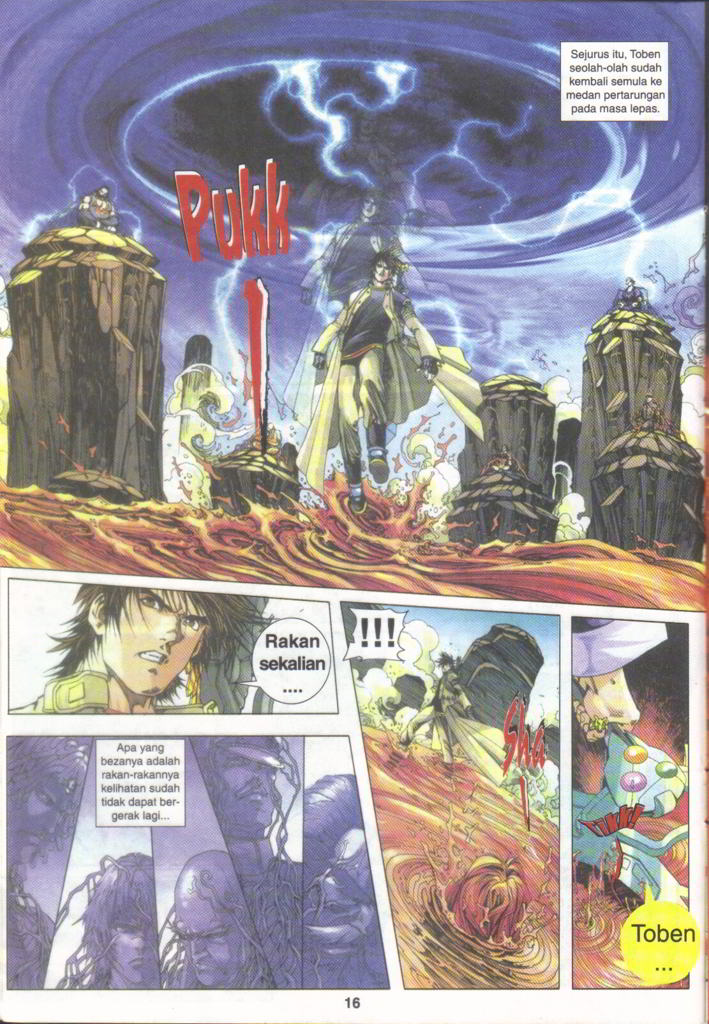 Sejurus itu, Toben
seolah-olah sudah
kembali semula ke
medan pertarungan
pada masa lepas.
Pukk
!
Rakan
sekalian
....
!!!
Sha
!
Apa yang
bezanya adalah
rakan-rakannya
kelihatan sudah
tidak dapat ber-
gerak lagi...
Toben
...
16